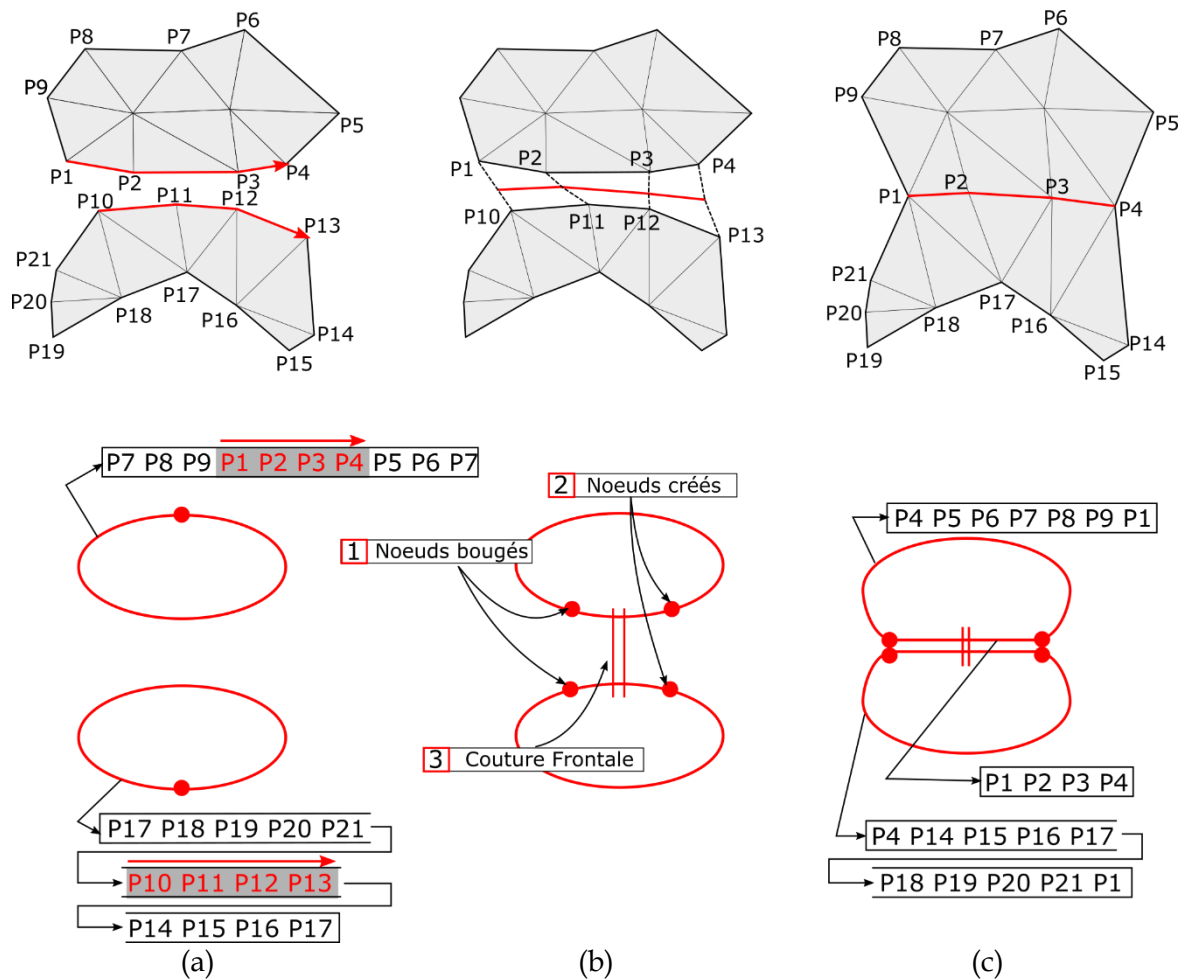 P6
P8
P7
P9
P5
P1
P2
P3
P4
P10
P11
P12
P13
P21
P20
P18
P17
P16
P14
P19
P15
P1
P2
P3
P4
P10
P11
P12
P13
P6
P8
P7
P9
P5
P1
P2
P3
P4
P21
P20
P18
P17
P16
P14
P19
P15
P7 P8 P9 P1 P2 P3 P4 P5 P6 P7
P17 P18 P19 P20 P21
P10 P11 P12 P13
P14 P15 P16 P17
2 Noeuds créés
1 Noeuds bougés
3 Couture Frontale
P4 P5 P6 P7 P8 P9 P1
P1 P2 P3 P4
P4 P14 P15 P16 P17
P18 P19 P20 P21 P1
(a)
(b)
(c)